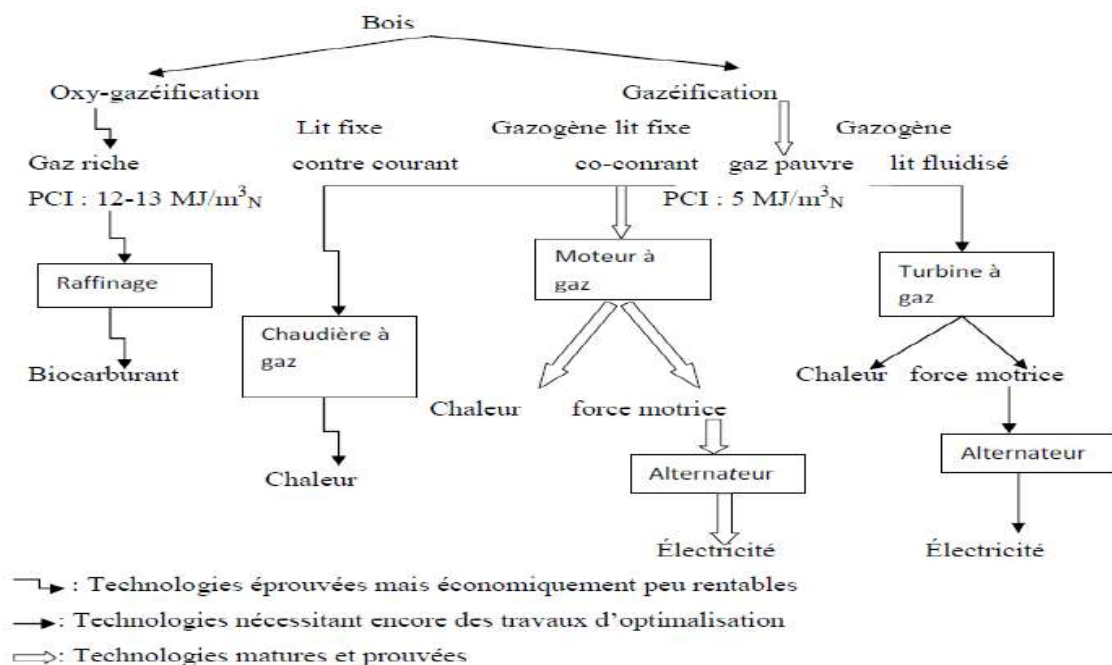 Bois
Oxy-gazéification
Gazéification
Lit fixe
Gazogène lit fixe
Gazogène
Gaz riche
contre courant
co-conrant
gaz pauvre
lit fluidisé
PCI : 12-13 MJ/m³N
PCI : 5 MJ/m³N
Raffinage
Moteur à
gaz
Turbine à
gaz
Chaudière à
gaz
Biocarburant
Chaleur
force motrice
Chaleur
force motrice
Chaleur
Alternateur
Alternateur
Électricité
Électricité
: Technologies éprouvées mais économiquement peu rentables
: Technologies nécessitant encore des travaux d'optimalisation
: Technologies matures et prouvées